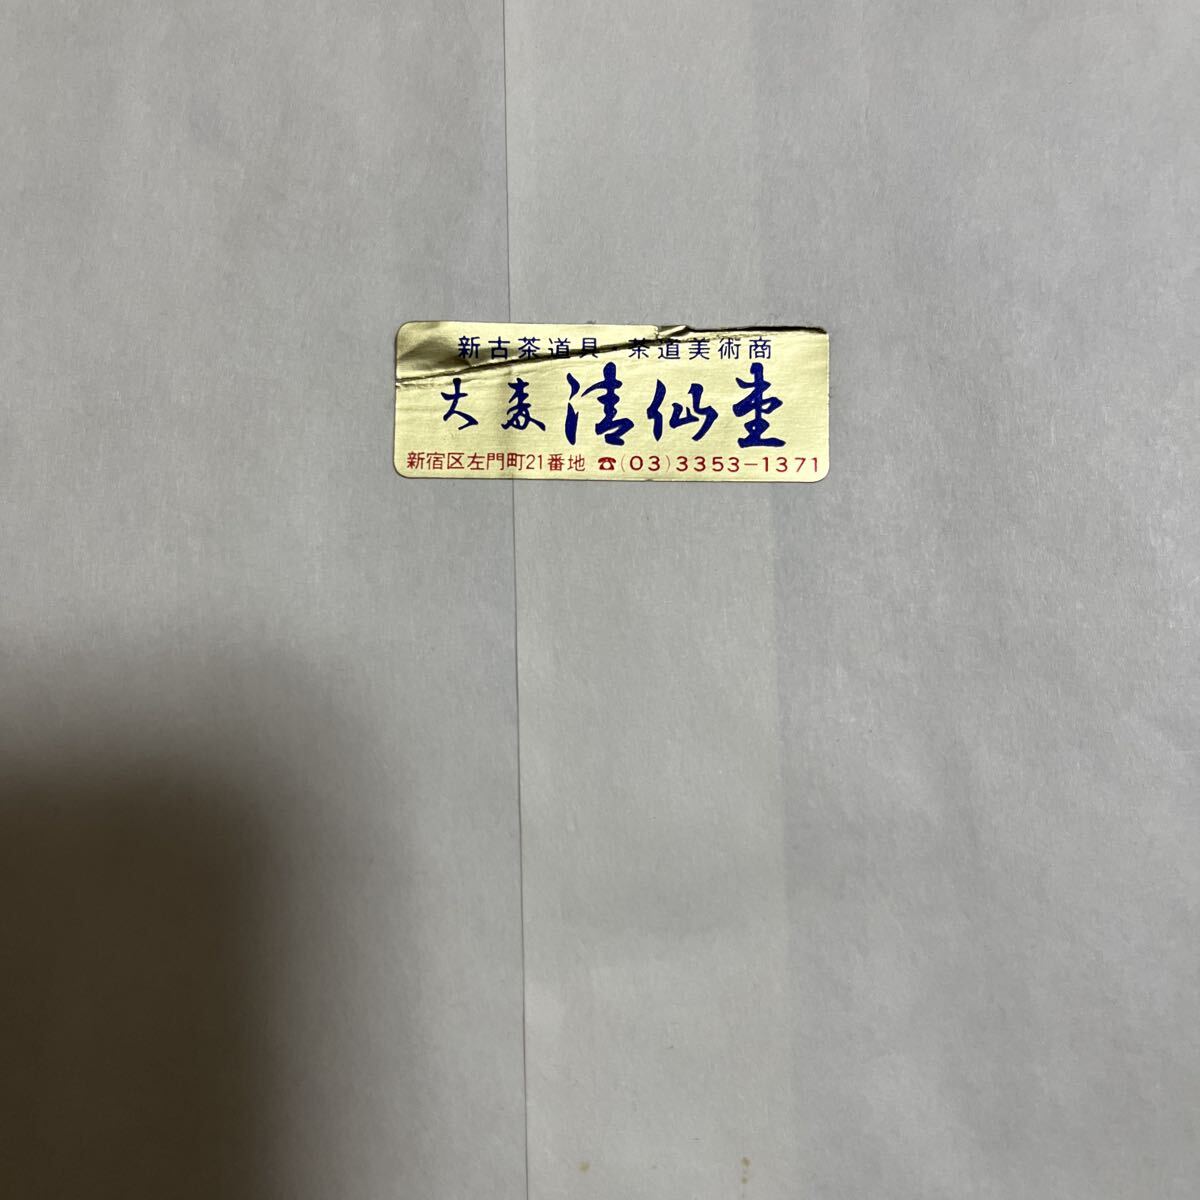 新古茶道具・茶道美術商
大森 清仙堂
新宿区左門町21番地 ☎(03)3353-1371